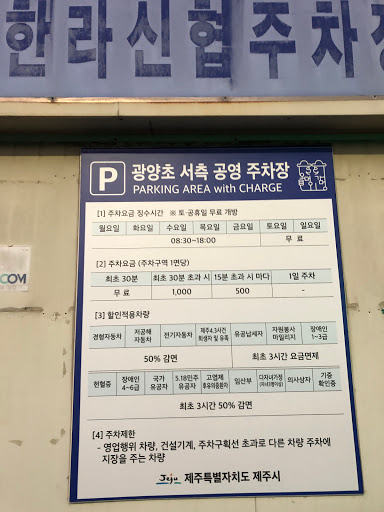 한라신협주차장
P 광양초 서측 공영 주차장
PARKING AREA with CHARGE
[1] 주차요금 징수시간 ※ 토·공휴일 무료 개방
월요일 화요일 수요일 목요일 금요일 토요일 일요일
08:30~18:00 무 료
[2] 주차요금 (주차구역 1면당)
최초 30분 최초 30분 초과 시 15분 초과 시 마다 1일 주차
무 료 1,000 500 -
[3] 할인적용차량
경형자동차 저공해 자동차 전기자동차 제주4.3사건 희생자 및 유족 유공납세자 자원봉사 마일리지 장애인 1~3급
50% 감면 최초 3시간 요금면제
헌혈증 장애인 4~6급 국가 유공자 5.18민주 유공자 고엽제 후유의증환자 임산부 다자녀가정 의사상자 기증 확인증
최초 3시간 50% 감면
[4] 주차제한
- 영업행위 차량, 건설기계, 주차구획선 초과로 다른 차량 주차에
지장을 주는 차량
Jeju 제주특별자치도 제주시
COM